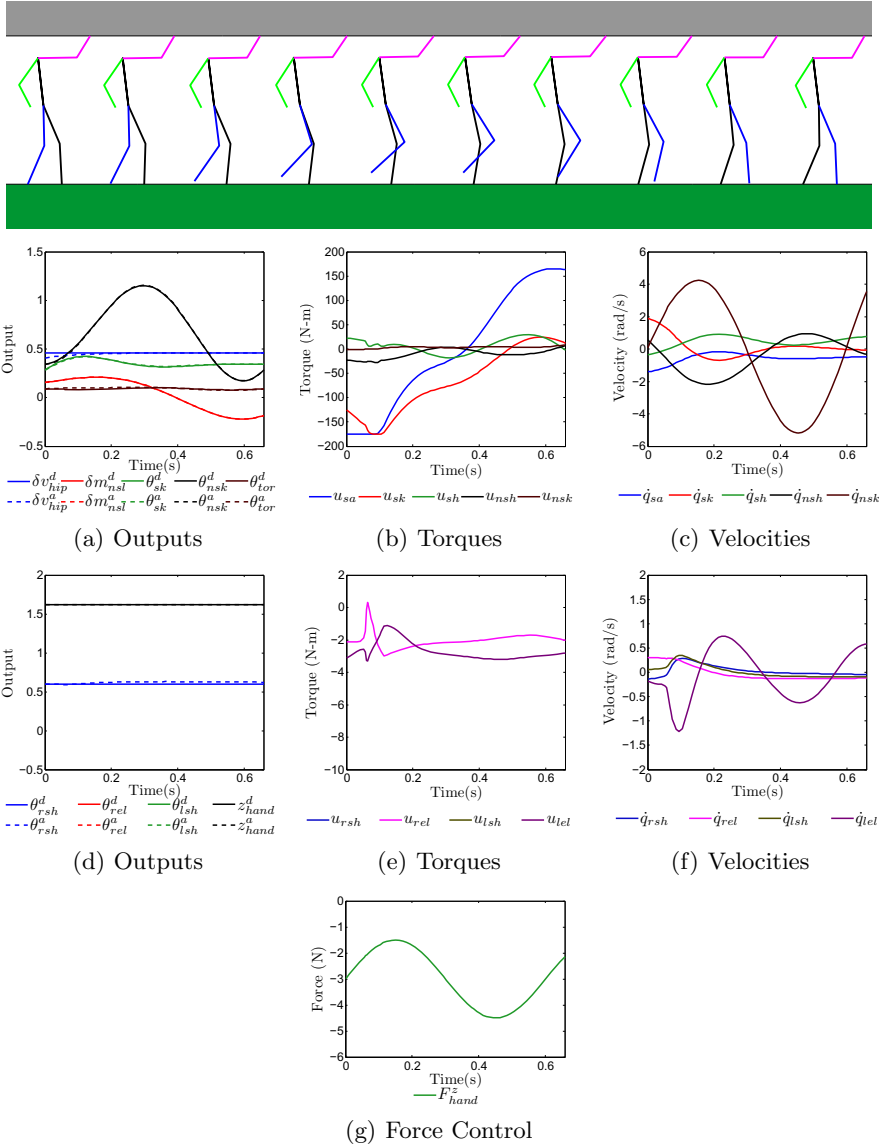 1.5
1
0.5
0
−0.5
Output
0 0.2 0.4 0.6
Time(s)
δv^d_hip δm^d_nsl θ^d_sk θ^d_nsk θ^d_tor
δv^a_hip δm^a_nsl θ^a_sk θ^a_nsk θ^a_tor
(a) Outputs
200
150
100
50
0
−50
−100
−150
−200
Torque (N-m)
0 0.2 0.4 0.6
Time(s)
u_sa u_sk u_sh u_nsh u_nsk
(b) Torques
6
4
2
0
−2
−4
−6
Velocity (rad/s)
0 0.2 0.4 0.6
Time(s)
q̇_sa q̇_sk q̇_sh q̇_nsh q̇_nsk
(c) Velocities
2
1.5
1
0.5
0
−0.5
Output
0 0.2 0.4 0.6
Time(s)
θ^d_rsh θ^d_rel θ^d_lsh z^d_hand
θ^a_rsh θ^a_rel θ^a_lsh z^a_hand
(d) Outputs
2
0
−2
−4
−6
−8
−10
Torque (N-m)
0 0.2 0.4 0.6
Time(s)
u_rsh u_rel u_lsh u_lel
(e) Torques
2
1.5
1
0.5
0
−0.5
−1
−1.5
−2
Velocity (rad/s)
0 0.2 0.4 0.6
Time(s)
q̇_rsh q̇_rel q̇_lsh q̇_lel
(f) Velocities
0
−1
−2
−3
−4
−5
−6
Force (N)
0 0.2 0.4 0.6
Time(s)
F^z_hand
(g) Force Control